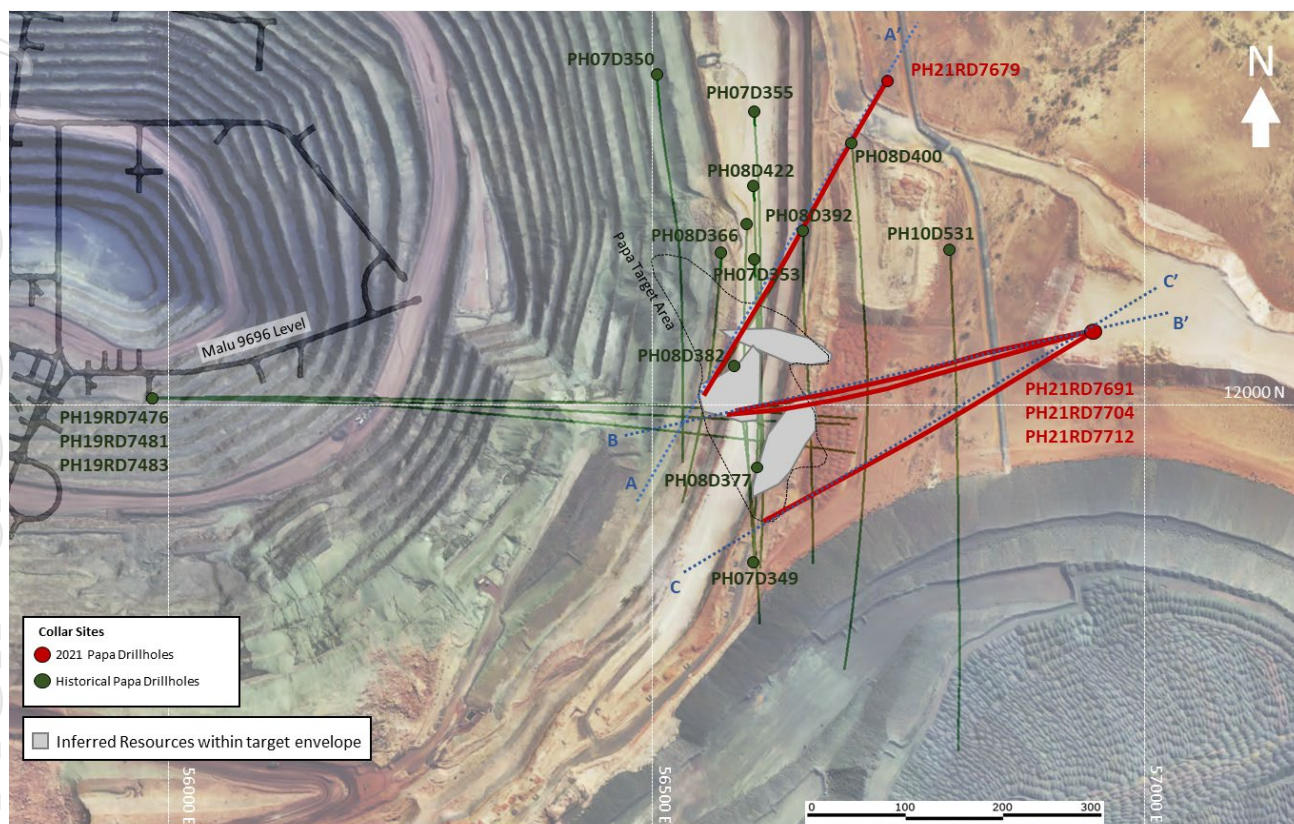 A'
N
PH07D350
PH21RD7679
PH07D355
PH08D400
PH08D422
PH08D392
PH08D366
PH10D531
Papa Target Area
PH07D353
C'
B'
Malu 9696 Level
PH08D382
PH21RD7691
PH21RD7704
PH21RD7712
12000 N
PH19RD7476
PH19RD7481
PH19RD7483
B
A
PH08D377
C
PH07D349
Collar Sites
2021 Papa Drillholes
Historical Papa Drillholes
Inferred Resources within target envelope
56000 E
56500 E
57000 E
0 100 200 300